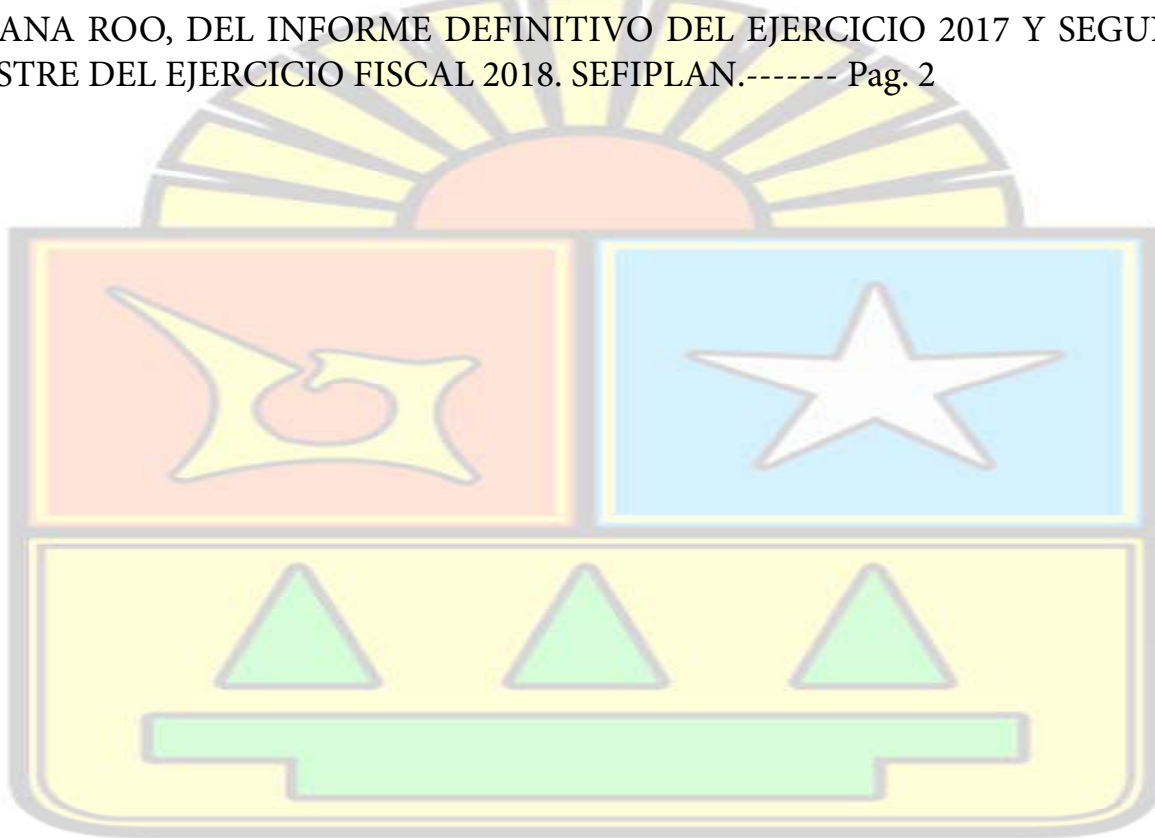 ANA ROO, DEL INFORME DEFINITIVO DEL EJERCICIO 2017 Y SEGU
STRE DEL EJERCICIO FISCAL 2018. SEFIPLAN.------- Pag. 2